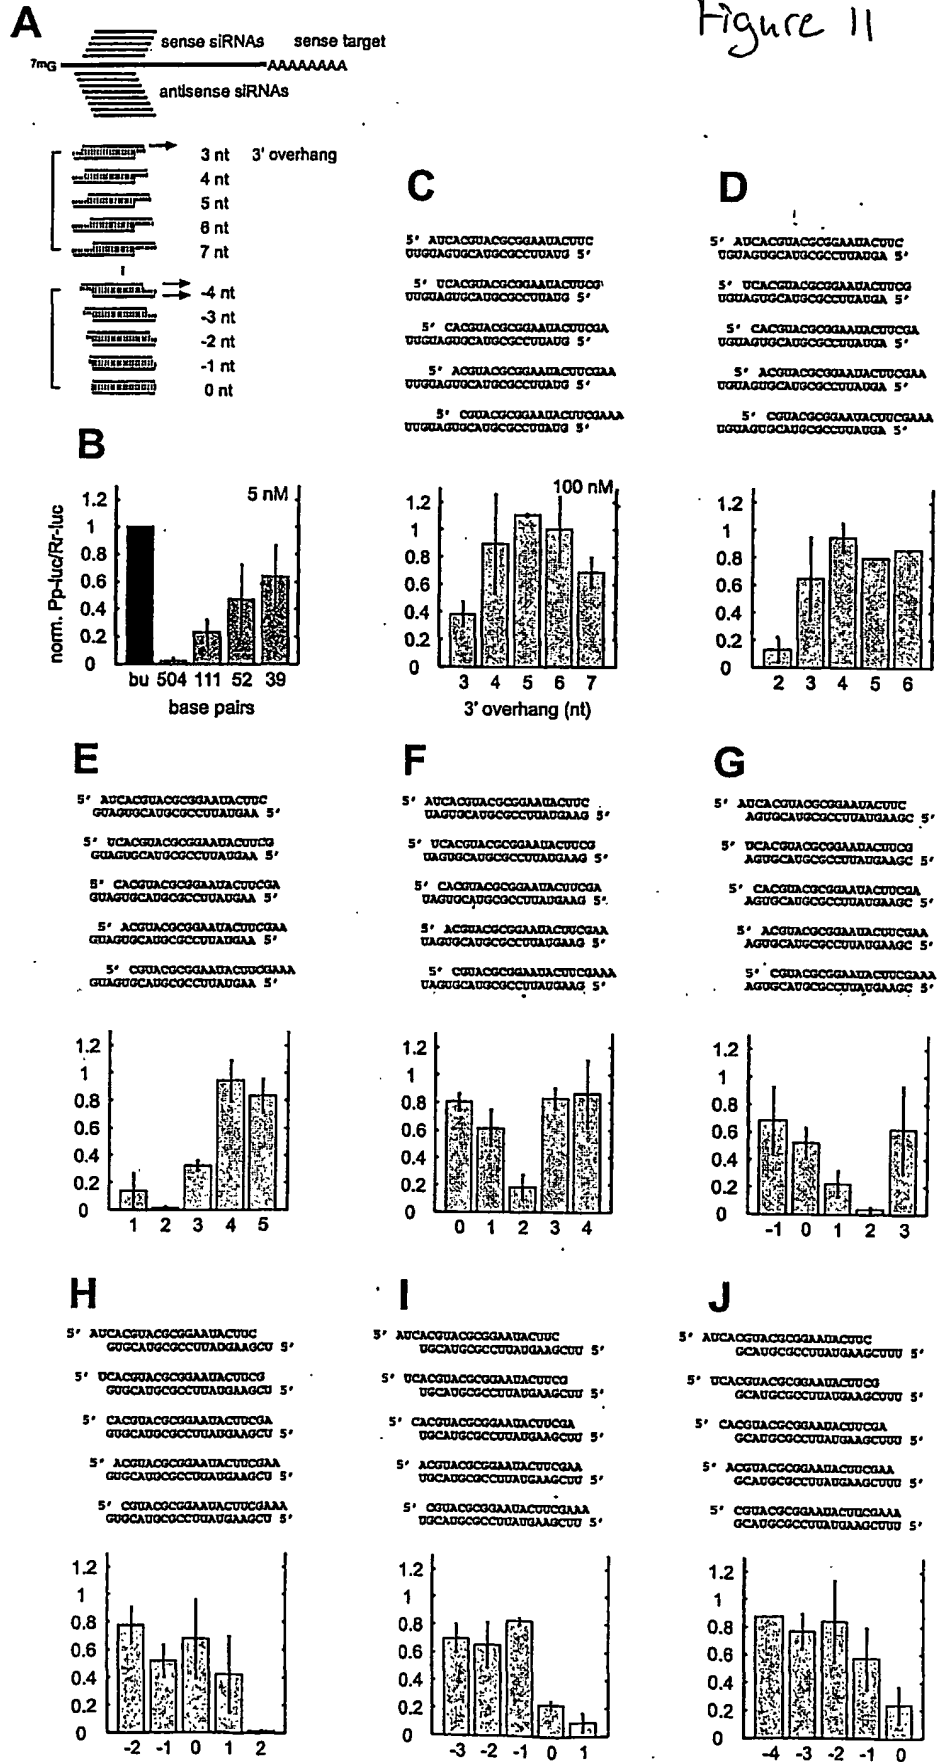 Figure 11
A
sense siRNAs sense target
7mG AAAAAAAA
antisense siRNAs
3 nt 3' overhang
4 nt
5 nt
6 nt
7 nt
-4 nt
-3 nt
-2 nt
-1 nt
0 nt
B
5 nM
norm. Pp-luc/Rr-luc
1.2
1
0.8
0.6
0.4
0.2
0
bu 504 111 52 39
base pairs
C
5' AUCACGUACGCGGAAUACUUC
UUGUAGUGCAUGCGCCUUAUG 5'
5' UCACGUACGCGGAAUACUUCG
UUGUAGUGCAUGCGCCUUAUG 5'
5' CACGUACGCGGAAUACUUCGA
UUGUAGUGCAUGCGCCUUAUG 5'
5' ACGUACGCGGAAUACUUCGAA
UUGUAGUGCAUGCGCCUUAUG 5'
5' CGUACGCGGAAUACUUCGAAA
UUGUAGUGCAUGCGCCUUAUG 5'
100 nM
1.2
1
0.8
0.6
0.4
0.2
0
3 4 5 6 7
3' overhang (nt)
D
5' AUCACGUACGCGGAAUACUUC
UGUAGUGCAUGCGCCUUAUGA 5'
5' UCACGUACGCGGAAUACUUCG
UGUAGUGCAUGCGCCUUAUGA 5'
5' CACGUACGCGGAAUACUUCGA
UGUAGUGCAUGCGCCUUAUGA 5'
5' ACGUACGCGGAAUACUUCGAA
UGUAGUGCAUGCGCCUUAUGA 5'
5' CGUACGCGGAAUACUUCGAAA
UGUAGUGCAUGCGCCUUAUGA 5'
1.2
1
0.8
0.6
0.4
0.2
0
2 3 4 5 6
E
5' AUCACGUACGCGGAAUACUUC
GUAGUGCAUGCGCCUUAUGAA 5'
5' UCACGUACGCGGAAUACUUCG
GUAGUGCAUGCGCCUUAUGAA 5'
5' CACGUACGCGGAAUACUUCGA
GUAGUGCAUGCGCCUUAUGAA 5'
5' ACGUACGCGGAAUACUUCGAA
GUAGUGCAUGCGCCUUAUGAA 5'
5' CGUACGCGGAAUACUUCGAAA
GUAGUGCAUGCGCCUUAUGAA 5'
1.2
1
0.8
0.6
0.4
0.2
0
1 2 3 4 5
F
5' AUCACGUACGCGGAAUACUUC
UAGUGCAUGCGCCUUAUGAAG 5'
5' UCACGUACGCGGAAUACUUCG
UAGUGCAUGCGCCUUAUGAAG 5'
5' CACGUACGCGGAAUACUUCGA
UAGUGCAUGCGCCUUAUGAAG 5'
5' ACGUACGCGGAAUACUUCGAA
UAGUGCAUGCGCCUUAUGAAG 5'
5' CGUACGCGGAAUACUUCGAAA
UAGUGCAUGCGCCUUAUGAAG 5'
1.2
1
0.8
0.6
0.4
0.2
0
0 1 2 3 4
G
5' AUCACGUACGCGGAAUACUUC
AGUGCAUGCGCCUUAUGAAGC 5'
5' UCACGUACGCGGAAUACUUCG
AGUGCAUGCGCCUUAUGAAGC 5'
5' CACGUACGCGGAAUACUUCGA
AGUGCAUGCGCCUUAUGAAGC 5'
5' ACGUACGCGGAAUACUUCGAA
AGUGCAUGCGCCUUAUGAAGC 5'
5' CGUACGCGGAAUACUUCGAAA
AGUGCAUGCGCCUUAUGAAGC 5'
1.2
1
0.8
0.6
0.4
0.2
0
-1 0 1 2 3
H
5' AUCACGUACGCGGAAUACUUC
GUGCAUGCGCCUUAUGAAGCU 5'
5' UCACGUACGCGGAAUACUUCG
GUGCAUGCGCCUUAUGAAGCU 5'
5' CACGUACGCGGAAUACUUCGA
GUGCAUGCGCCUUAUGAAGCU 5'
5' ACGUACGCGGAAUACUUCGAA
GUGCAUGCGCCUUAUGAAGCU 5'
5' CGUACGCGGAAUACUUCGAAA
GUGCAUGCGCCUUAUGAAGCU 5'
1.2
1
0.8
0.6
0.4
0.2
0
-2 -1 0 1 2
I
5' AUCACGUACGCGGAAUACUUC
UGCAUGCGCCUUAUGAAGCUU 5'
5' UCACGUACGCGGAAUACUUCG
UGCAUGCGCCUUAUGAAGCUU 5'
5' CACGUACGCGGAAUACUUCGA
UGCAUGCGCCUUAUGAAGCUU 5'
5' ACGUACGCGGAAUACUUCGAA
UGCAUGCGCCUUAUGAAGCUU 5'
5' CGUACGCGGAAUACUUCGAAA
UGCAUGCGCCUUAUGAAGCUU 5'
1.2
1
0.8
0.6
0.4
0.2
0
-3 -2 -1 0 1
J
5' AUCACGUACGCGGAAUACUUC
GCAUGCGCCUUAUGAAGCUUU 5'
5' UCACGUACGCGGAAUACUUCG
GCAUGCGCCUUAUGAAGCUUU 5'
5' CACGUACGCGGAAUACUUCGA
GCAUGCGCCUUAUGAAGCUUU 5'
5' ACGUACGCGGAAUACUUCGAA
GCAUGCGCCUUAUGAAGCUUU 5'
5' CGUACGCGGAAUACUUCGAAA
GCAUGCGCCUUAUGAAGCUUU 5'
1.2
1
0.8
0.6
0.4
0.2
0
-4 -3 -2 -1 0